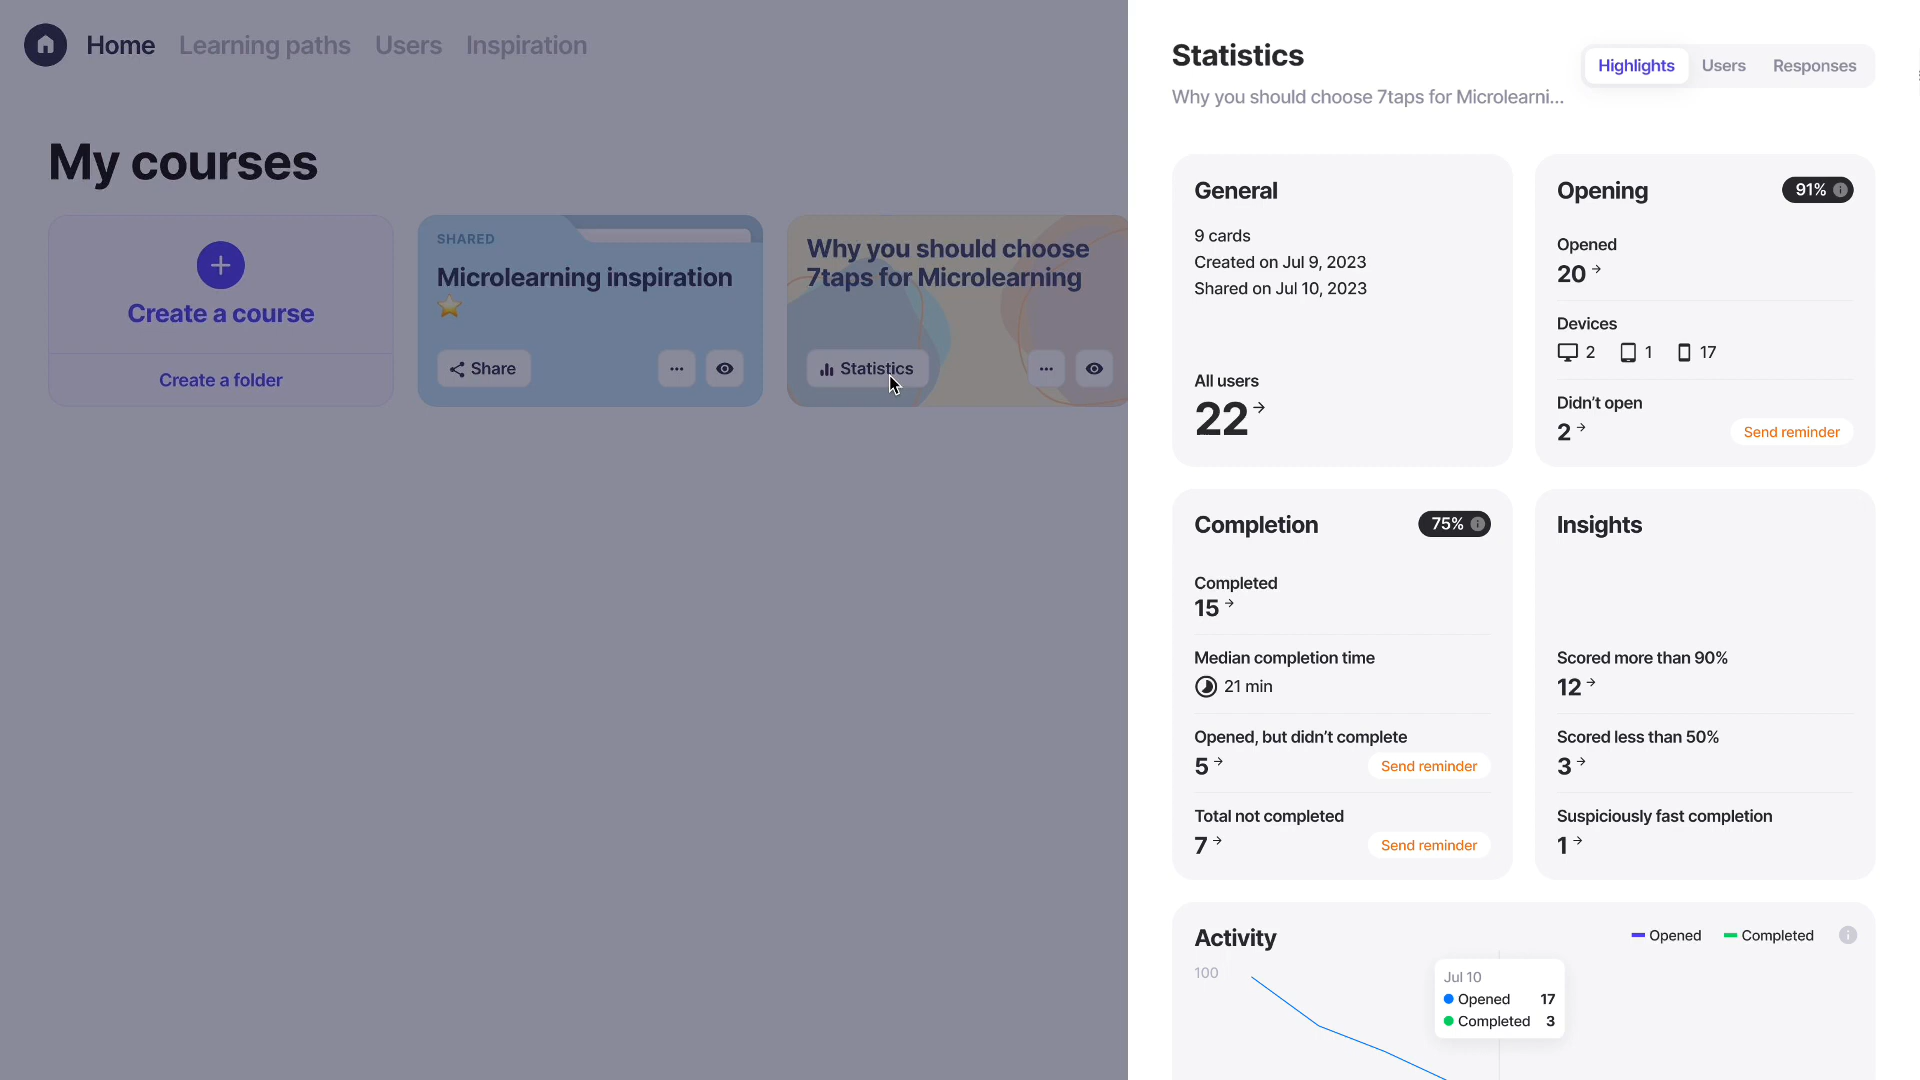 Home
Learning paths
Users
Inspiration
My courses
Create a course
Create a folder
SHARED
Microlearning inspiration
Share
Why you should choose
7taps for Microlearning
Statistics
Statistics
Why you should choose 7taps for Microlearni...
Highlights
Users
Responses
General
9 cards
Created on Jul 9, 2023
Shared on Jul 10, 2023
All users
22
Opening
91%
Opened
20
Devices
2
1
17
Didn’t open
2
Send reminder
Completion
75%
Completed
15
Median completion time
21 min
Opened, but didn’t complete
5
Send reminder
Total not completed
7
Send reminder
Insights
Scored more than 90%
12
Scored less than 50%
3
Suspiciously fast completion
1
Activity
Opened
Completed
100
Jul 10
Opened 17
Completed 3